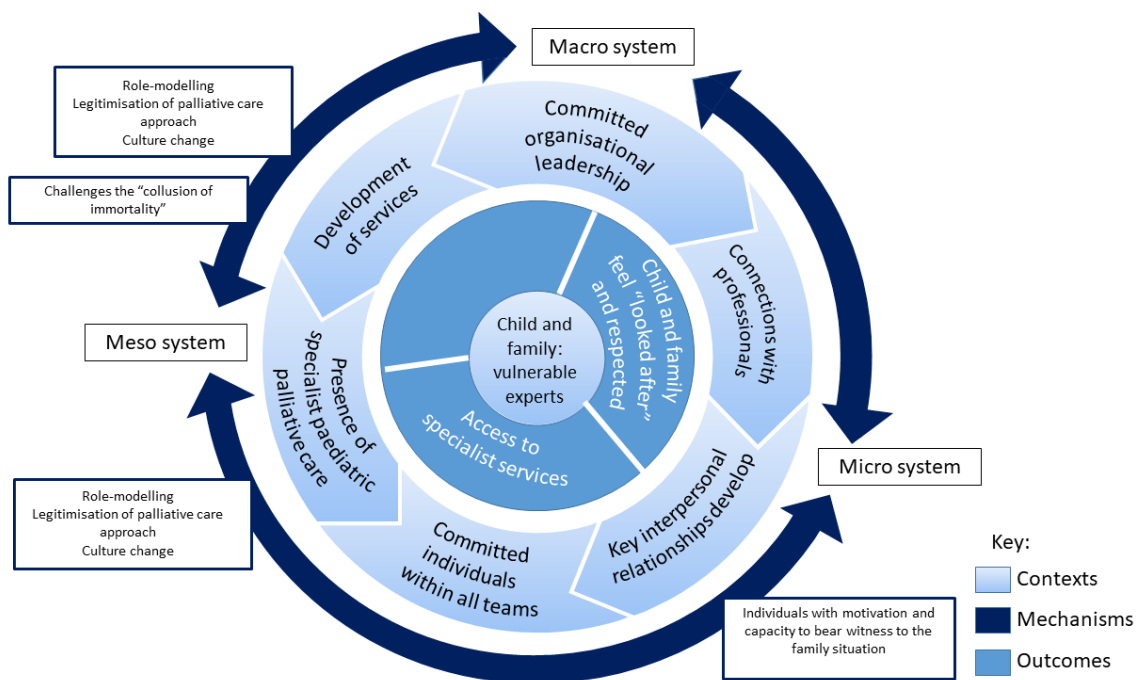 Macro system
Role-modelling
Legitimisation of palliative care
approach
Culture change
Challenges the “collusion of
immortality”
Meso system
Role-modelling
Legitimisation of palliative care
approach
Culture change
Committed
organisational
leadership
Connections with
professionals
Key interpersonal
relationships develop
Committed
individuals
within all teams
Presence of
specialist paediatric
palliative care
Development
of services
Child and family
feel “looked after”
and respected
Access to
specialist services
Child and
family:
vulnerable
experts
Micro system
Individuals with motivation and
capacity to bear witness to the
family situation
Key:
Contexts
Mechanisms
Outcomes